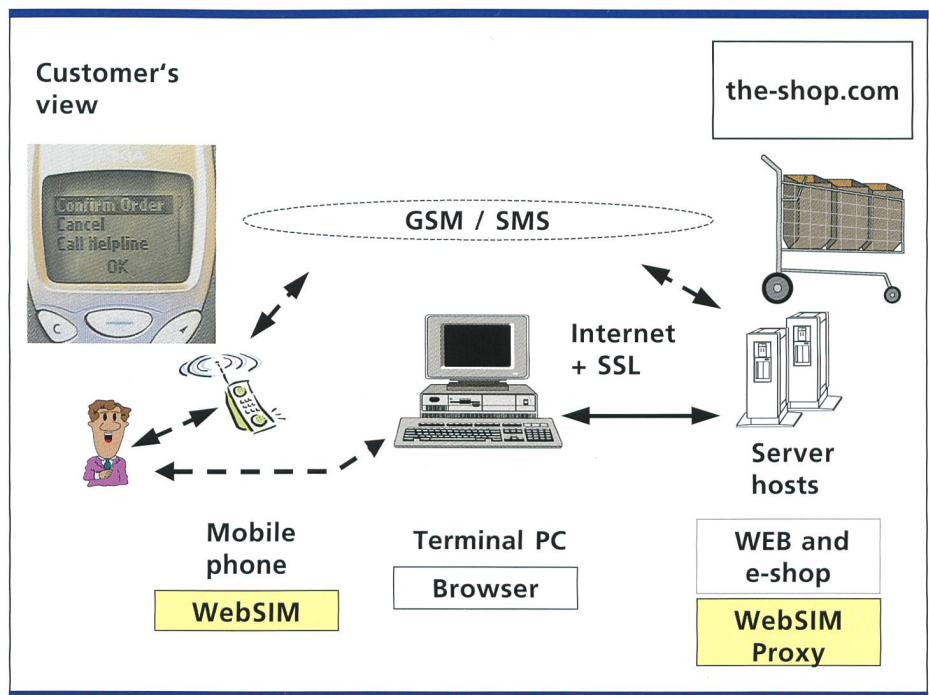 Customer's
view
the-shop.com
Confirm Order
Cancel
Call Helpline
OK
C
GSM / SMS
Internet
+ SSL
Server
hosts
Mobile
phone
WebSIM
Terminal PC
Browser
WEB and
e-shop
WebSIM
Proxy